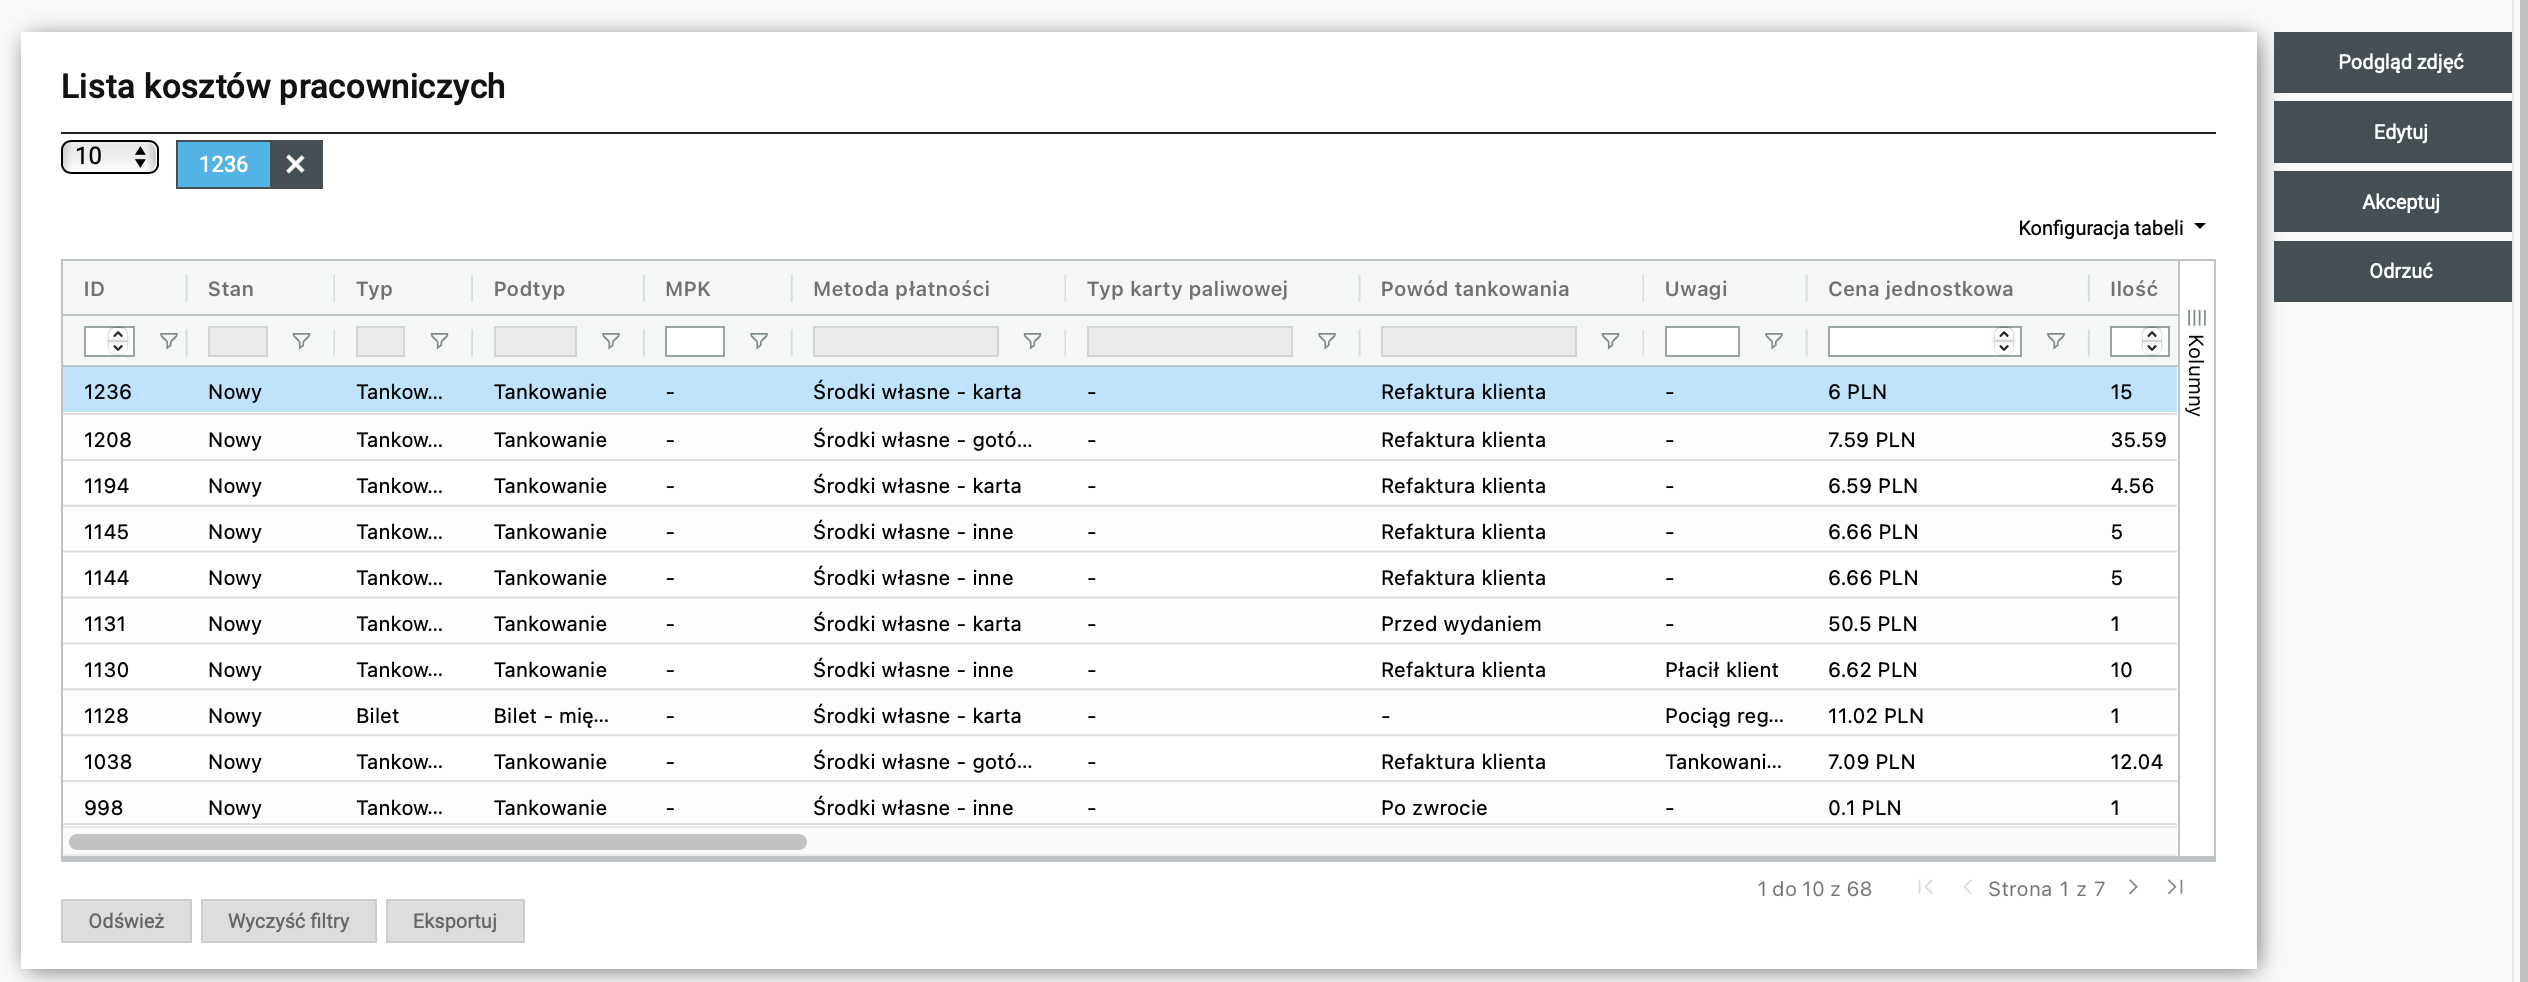 Lista kosztów pracowniczych
10 1236
Konfiguracja tabeli
ID Stan Typ Podtyp MPK Metoda płatności Typ karty paliwowej Powód tankowania Uwagi Cena jednostkowa Ilość
1236 Nowy Tankow... Tankowanie - Środki własne - karta - Refaktura klienta - 6 PLN 15
1208 Nowy Tankow... Tankowanie - Środki własne - gotó... - Refaktura klienta - 7.59 PLN 35.59
1194 Nowy Tankow... Tankowanie - Środki własne - karta - Refaktura klienta - 6.59 PLN 4.56
1145 Nowy Tankow... Tankowanie - Środki własne - inne - Refaktura klienta - 6.66 PLN 5
1144 Nowy Tankow... Tankowanie - Środki własne - inne - Refaktura klienta - 6.66 PLN 5
1131 Nowy Tankow... Tankowanie - Środki własne - karta - Przed wydaniem - 50.5 PLN 1
1130 Nowy Tankow... Tankowanie - Środki własne - inne - Refaktura klienta Płacił klient 6.62 PLN 10
1128 Nowy Bilet Bilet - mię... - Środki własne - karta - - Pociąg reg... 11.02 PLN 1
1038 Nowy Tankow... Tankowanie - Środki własne - gotó... - Refaktura klienta Tankowani... 7.09 PLN 12.04
998 Nowy Tankow... Tankowanie - Środki własne - inne - Po zwrocie - 0.1 PLN 1
Kolumny
1 do 10 z 68 Strona 1 z 7
Odśwież Wyczyść filtry Eksportuj
Podgląd zdjęć
Edytuj
Akceptuj
Odrzuć